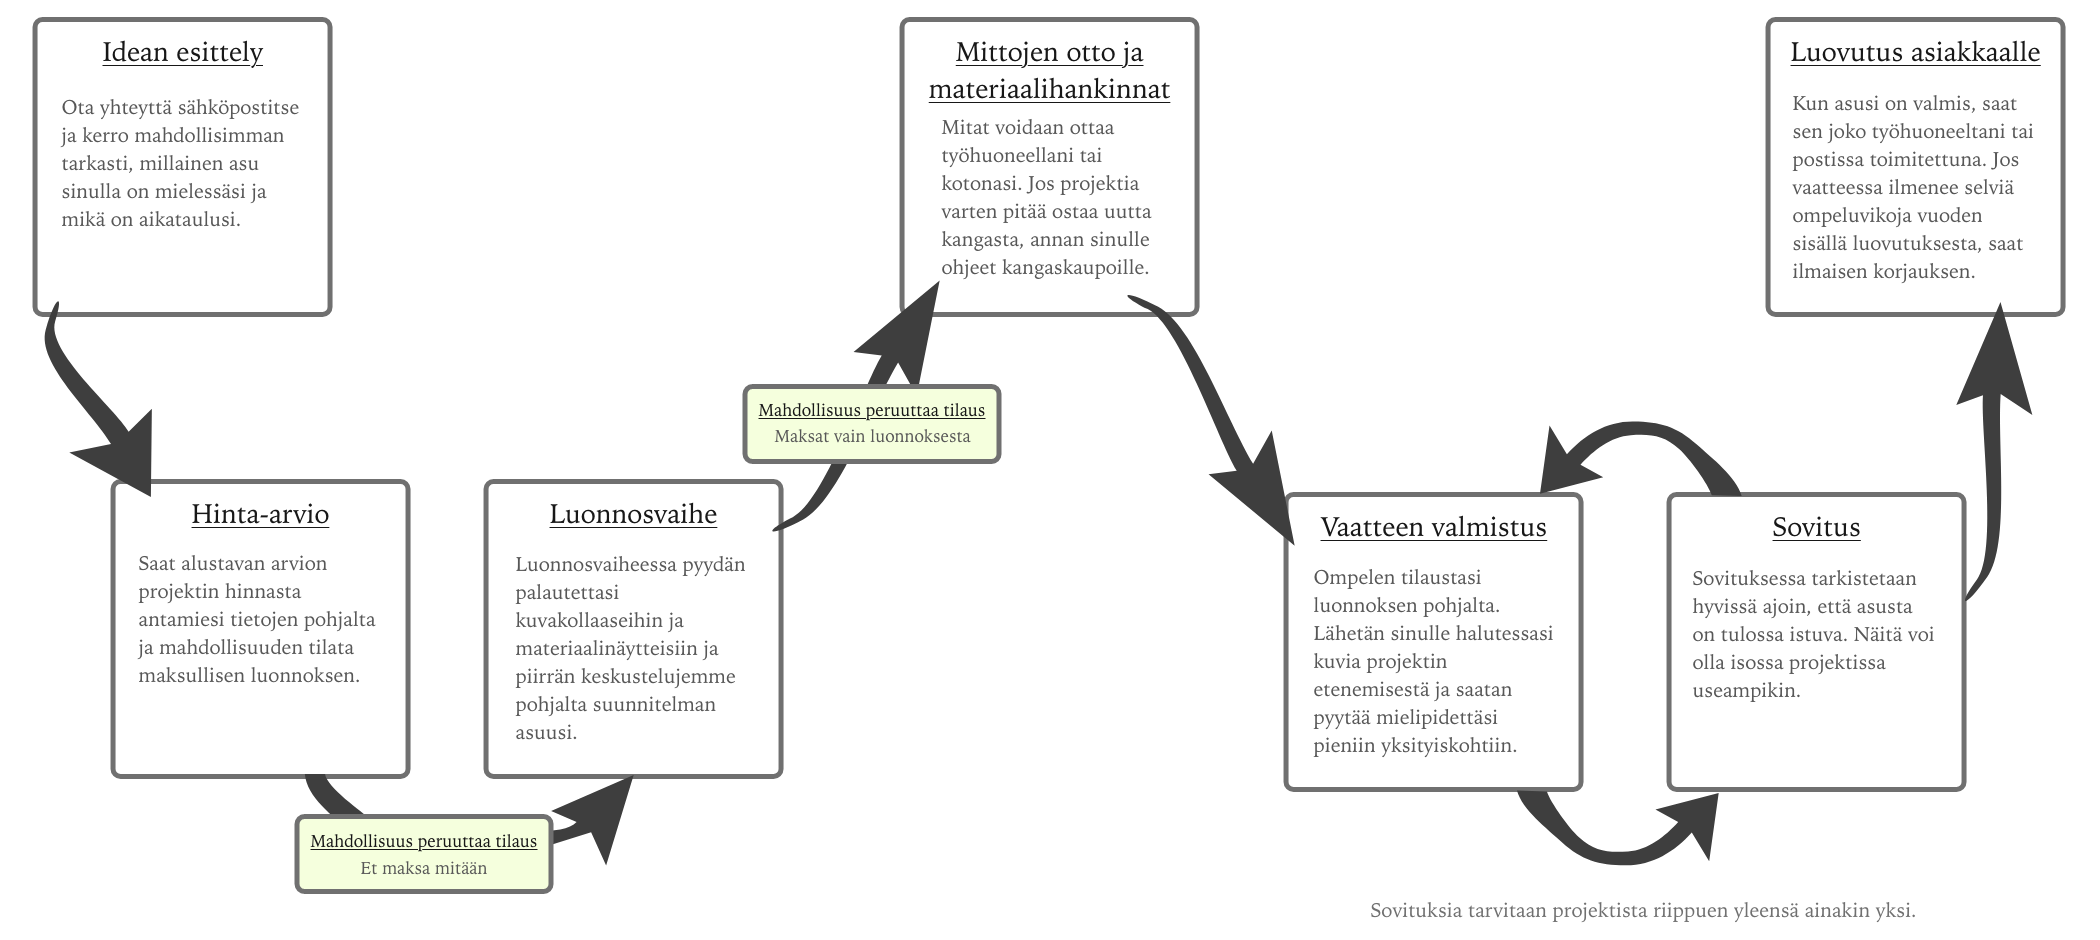 Idean esittely
Ota yhteyttä sähköpostitse
ja kerro mahdollisimman
tarkasti, millainen asu
sinulla on mielessäsi ja
mikä on aikataulusi.
Hinta-arvio
Saat alustavan arvion
projektin hinnasta
antamiesi tietojen pohjalta
ja mahdollisuuden tilata
maksullisen luonnoksen.
Mahdollisuus peruuttaa tilaus
Et maksa mitään
Luonnosvaihe
Luonnosvaiheessa pyydän
palautettasi
kuvakollaaseihin ja
materiaalinäytteisiin ja
piirrän keskustelujemme
pohjalta suunnitelman
asuusi.
Mahdollisuus peruuttaa tilaus
Maksat vain luonnoksesta
Mittojen otto ja
materiaalihankinnat
Mitat voidaan ottaa
työhuoneellani tai
kotonasi. Jos projektia
varten pitää ostaa uutta
kangasta, annan sinulle
ohjeet kangaskaupoille.
Vaatteen valmistus
Ompelen tilaustasi
luonnoksen pohjalta.
Lähetän sinulle halutessasi
kuvia projektin
etenemisestä ja saatan
pyytää mielipidettäsi
pieniin yksityiskohtiin.
Sovitus
Sovituksessa tarkistetaan
hyvissä ajoin, että asusta
on tulossa istuva. Näitä voi
olla isossa projektissa
useampikin.
Sovituksia tarvitaan projektista riippuen yleensä ainakin yksi.
Luovutus asiakkaalle
Kun asusi on valmis, saat
sen joko työhuoneeltani tai
postissa toimitettuna. Jos
vaatteessa ilmenee selviä
ompeluvikoja vuoden
sisällä luovutuksesta, saat
ilmaisen korjauksen.